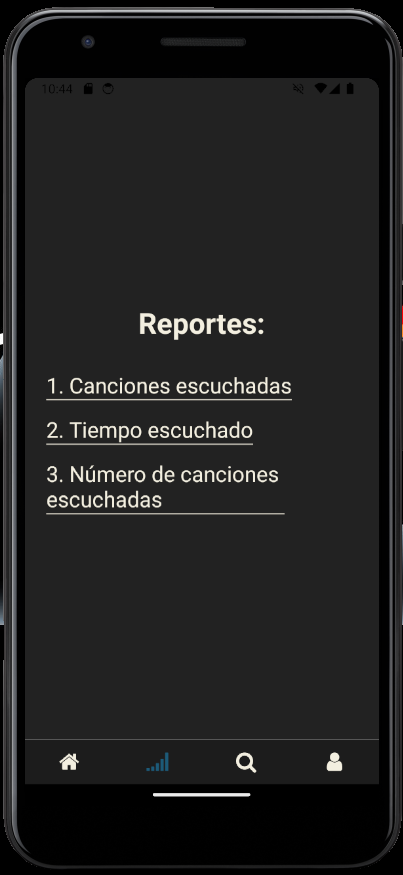 10:44
Reportes:
1. Canciones escuchadas
2. Tiempo escuchado
3. Número de canciones
escuchadas